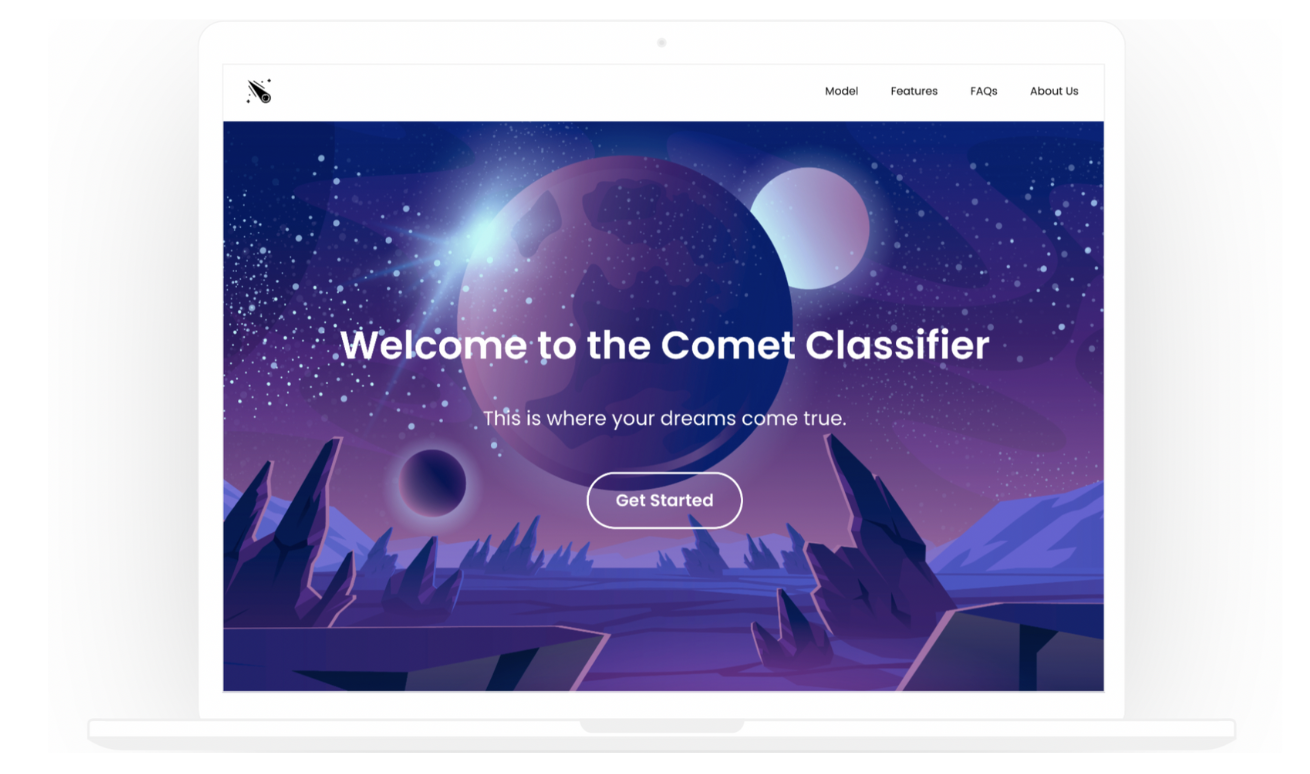 Model Features FAQs About Us
Welcome to the Comet Classifier
This is where your dreams come true.
Get Started